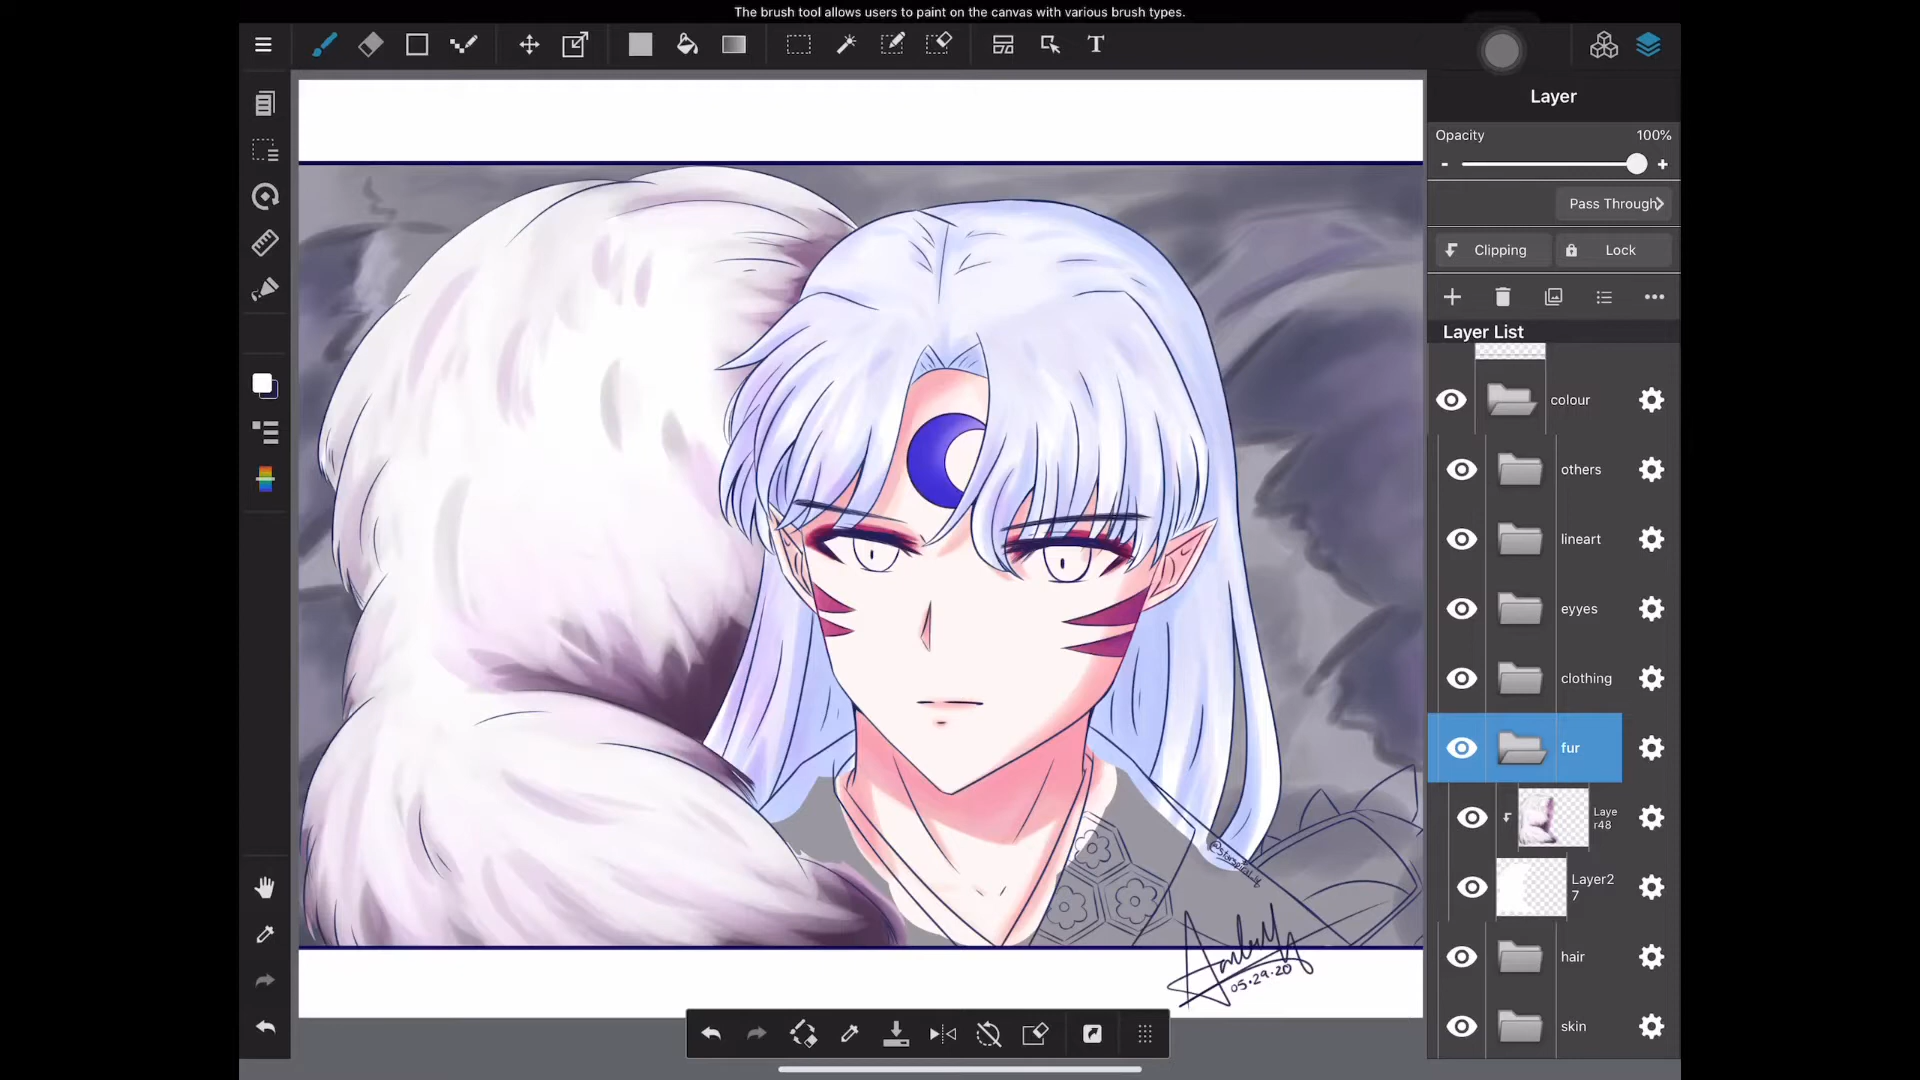 The brush tool allows users to paint on the canvas with various brush types.
T
Layer
Opacity 100%
- +
Pass Through
Clipping Lock
Layer List
colour
others
lineart
eyyes
clothing
fur
Laye
r48
Layer2
7
hair
skin
05.29.20